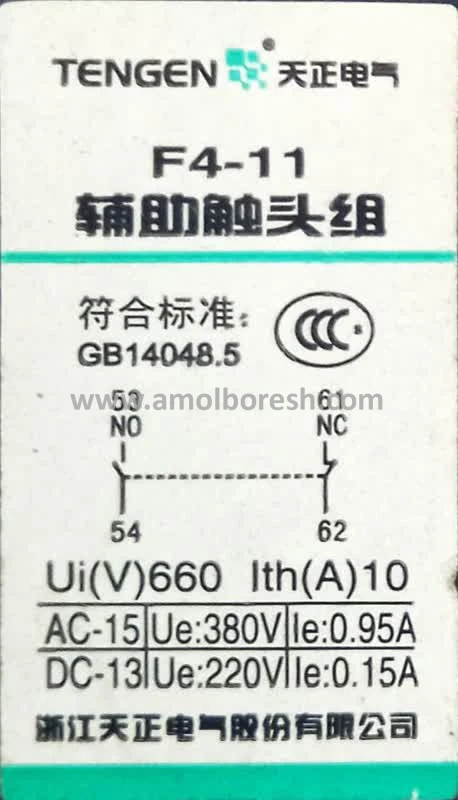 TENGEN ® 天正电气
F4-11
辅助触头组
符合标准:
GB14048.5
CCC S
www.amolboresh.com
53 61
NO NC
54 62
Ui(V)660 Ith(A)10
AC-15 Ue:380V Ie:0.95A
DC-13 Ue:220V Ie:0.15A
浙江天正电气股份有限公司